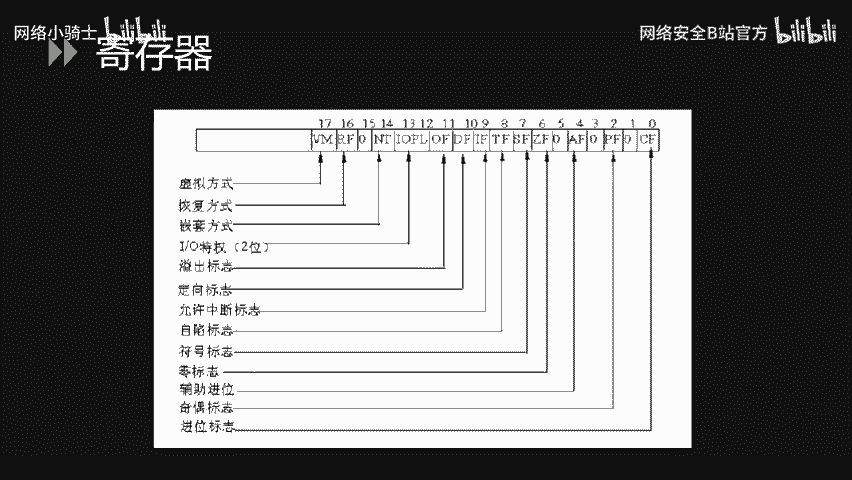 网络小骑士 bilibili
网络安全B站官方 bilibili
寄存器
17 16 15 14 13 12 11 10 9 8 7 6 5 4 3 2 1 0
VM RF 0 NT IOPL OF DF IF TF SF ZF 0 AF 0 PF 0 CF
虚拟方式
恢复方式
嵌套方式
I/O特权（2位）
溢出标志
定向标志
允许中断标志
自陷标志
符号标志
零标志
辅助进位
奇偶标志
进位标志